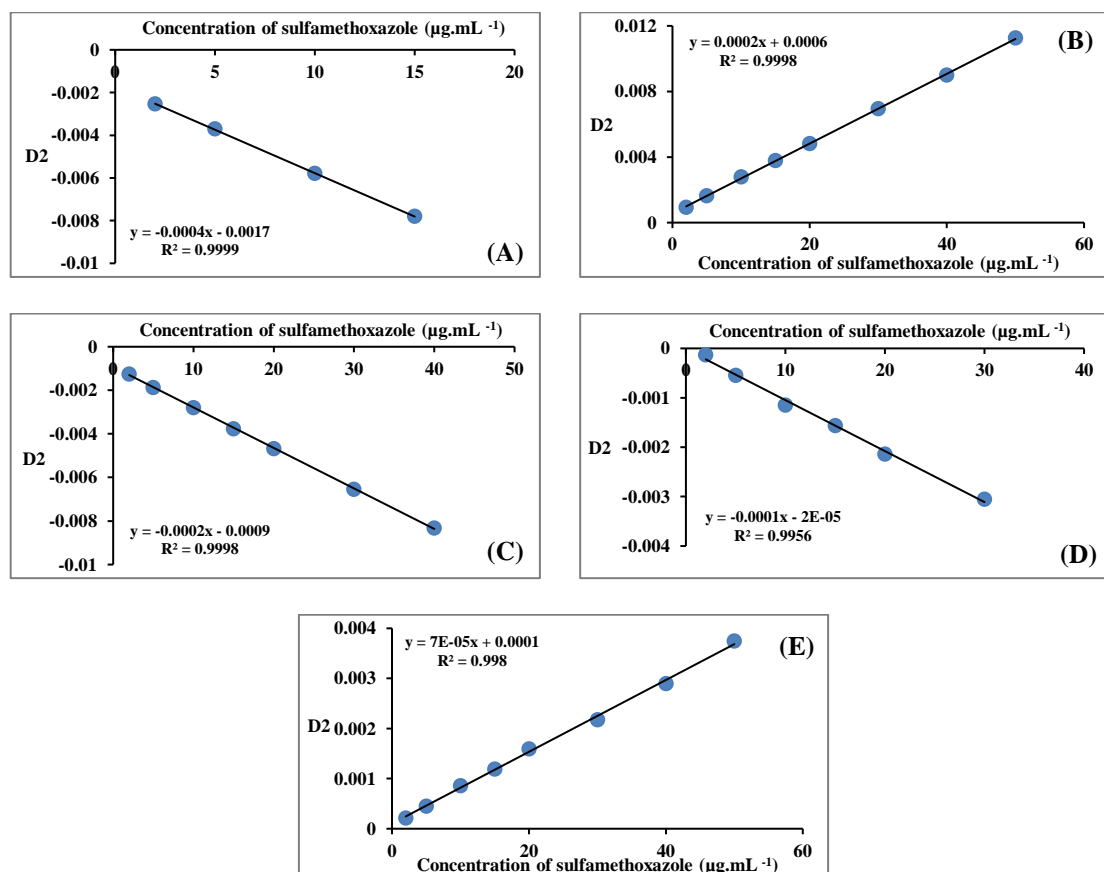 Concentration of sulfamethoxazole (µg.mL -1)
0
0 5 10 15 20
-0.002
-0.004
D2
-0.006
-0.008
y = -0.0004x - 0.0017
R² = 0.9999
-0.01
(A)
0.012
y = 0.0002x + 0.0006
R² = 0.9998
(B)
0.008
D2
0.004
0
0 20 40 60
Concentration of sulfamethoxazole (µg.mL -1)
Concentration of sulfamethoxazole (µg.mL -1)
0
0 10 20 30 40 50
-0.002
-0.004
D2
-0.006
-0.008
y = -0.0002x - 0.0009
R² = 0.9998
-0.01
(C)
Concentration of sulfamethoxazole (µg.mL -1)
0
0 10 20 30 40
-0.001
-0.002
D2
-0.003
y = -0.0001x - 2E-05
R² = 0.9956
-0.004
(D)
0.004
y = 7E-05x + 0.0001
R² = 0.998
(E)
0.003
D2
0.002
0.001
0
0 20 40 60
Concentration of sulfamethoxazole (µg.mL -1)